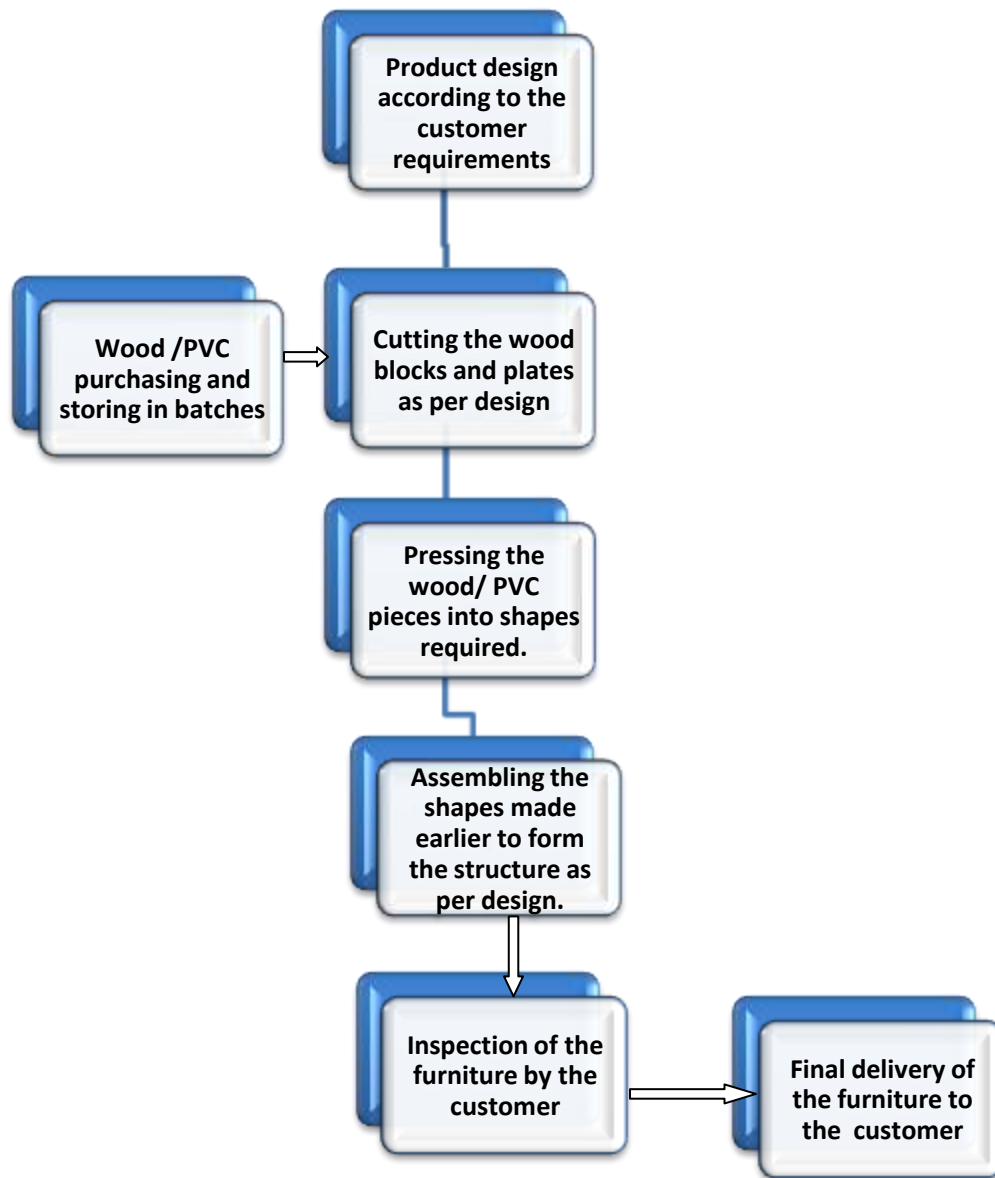 Product design
according to the
customer
requirements
Wood /PVC
purchasing and
storing in batches
Cutting the wood
blocks and plates
as per design
Pressing the
wood/ PVC
pieces into shapes
required.
Assembling the
shapes made
earlier to form
the structure as
per design.
Inspection of the
furniture by the
customer
Final delivery of
the furniture to
the customer